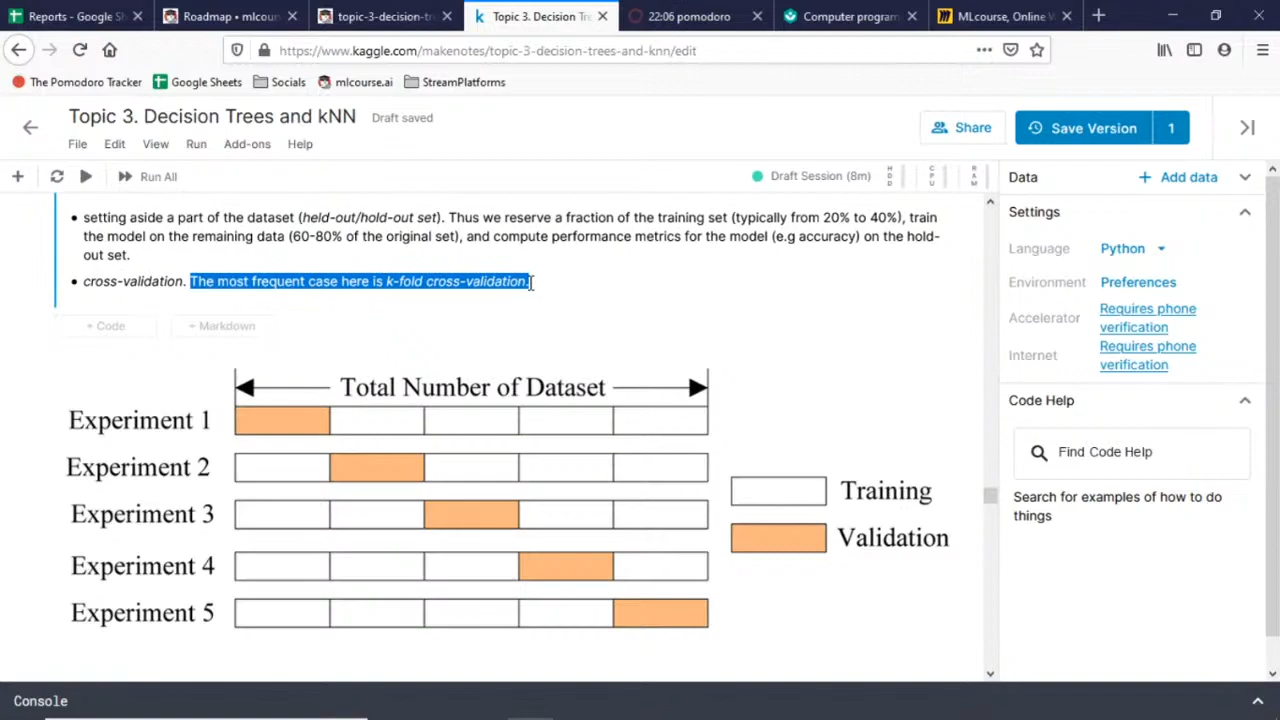 Reports - Google Sh
Roadmap • mlcour
topic-3-decision-tr
Topic 3. Decision Tre
22:06 pomodoro
Computer program
MLcourse, Online V
https://www.kaggle.com/makenotes/topic-3-decision-trees-and-knn/edit
The Pomodoro Tracker
Google Sheets
Socials
mlcourse.ai
StreamPlatforms
Topic 3. Decision Trees and kNN
Draft saved
Share
Save Version
1
File
Edit
View
Run
Add-ons
Help
Run All
Draft Session (8m)
HDD
CPU
RAM
Data
+ Add data
• setting aside a part of the dataset (held-out/hold-out set). Thus we reserve a fraction of the training set (typically from 20% to 40%), train
the model on the remaining data (60-80% of the original set), and compute performance metrics for the model (e.g accuracy) on the hold-
out set.
• cross-validation. The most frequent case here is k-fold cross-validation.
+ Code
+ Markdown
Total Number of Dataset
Experiment 1
Experiment 2
Experiment 3
Experiment 4
Experiment 5
Training
Validation
Settings
Language
Python
Environment
Preferences
Accelerator
Requires phone
verification
Internet
Requires phone
verification
Code Help
Find Code Help
Search for examples of how to do
things
Console